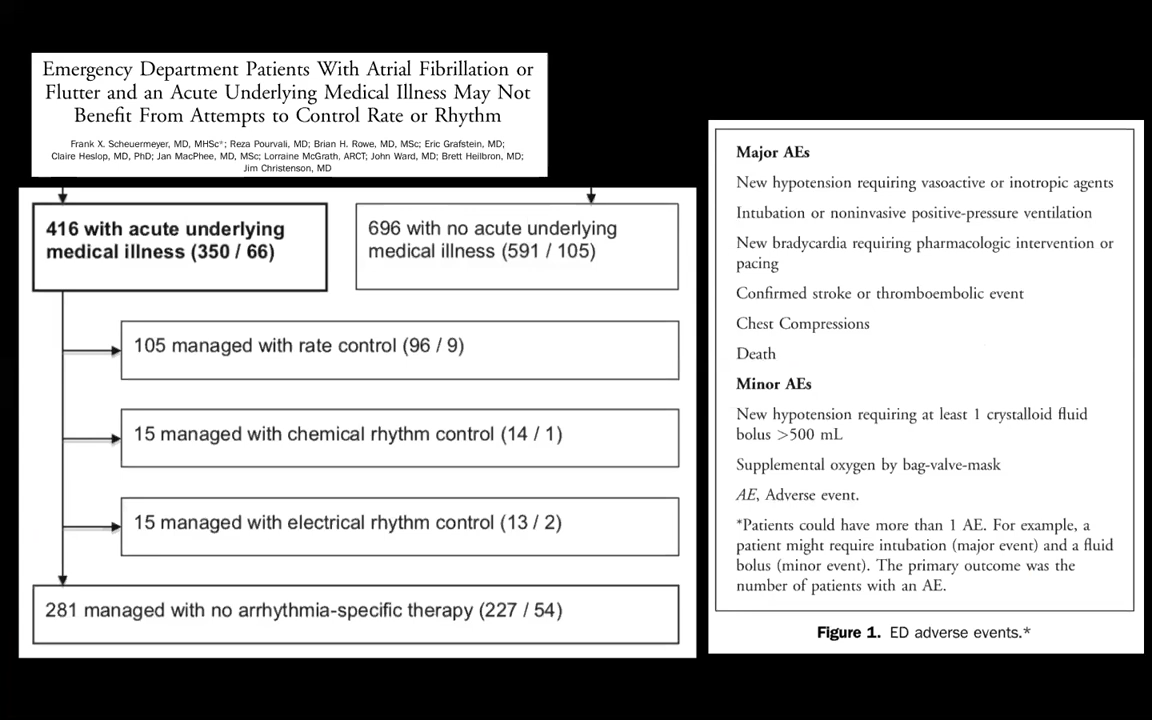 Emergency Department Patients With Atrial Fibrillation or
Flutter and an Acute Underlying Medical Illness May Not
Benefit From Attempts to Control Rate or Rhythm
Frank X. Scheuermeyer, MD, MHSc*; Reza Pourvali, MD; Brian H. Rowe, MD, MSc; Eric Grafstein, MD;
Claire Heslop, MD, PhD; Jan MacPhee, MD, MSc; Lorraine McGrath, ARCT; John Ward, MD; Brett Heilbron, MD;
Jim Christenson, MD
416 with acute underlying
medical illness (350 / 66)
696 with no acute underlying
medical illness (591 / 105)
105 managed with rate control (96 / 9)
15 managed with chemical rhythm control (14 / 1)
15 managed with electrical rhythm control (13 / 2)
281 managed with no arrhythmia-specific therapy (227 / 54)
Major AEs
New hypotension requiring vasoactive or inotropic agents
Intubation or noninvasive positive-pressure ventilation
New bradycardia requiring pharmacologic intervention or
pacing
Confirmed stroke or thromboembolic event
Chest Compressions
Death
Minor AEs
New hypotension requiring at least 1 crystalloid fluid
bolus >500 mL
Supplemental oxygen by bag-valve-mask
AE, Adverse event.
*Patients could have more than 1 AE. For example, a
patient might require intubation (major event) and a fluid
bolus (minor event). The primary outcome was the
number of patients with an AE.
Figure 1. ED adverse events.*